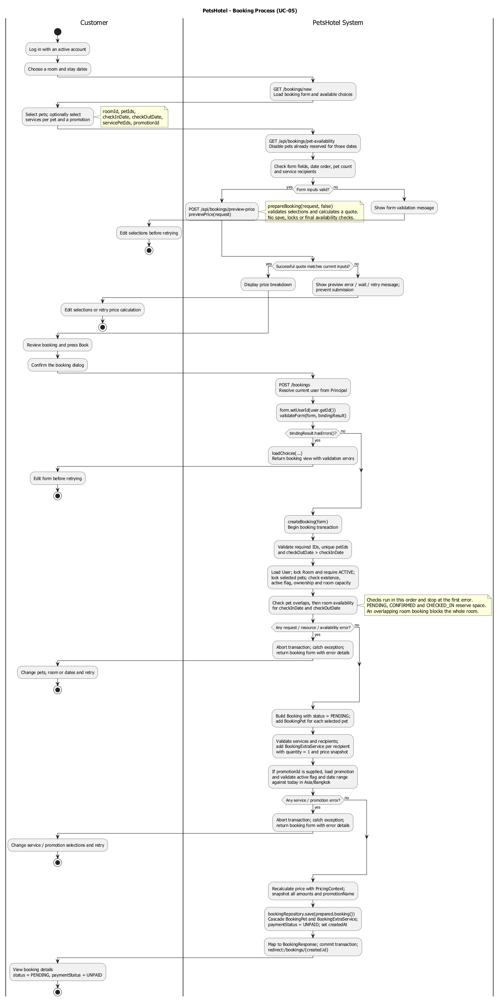 PetsHotel - Booking Process (UC-05)
Customer
PetsHotel System
Log in with an active account
Choose a room and stay dates
GET /bookings/new
Load booking form and available choices
Select pets; optionally select
services per pet and a promotion
roomId, petIds,
checkInDate, checkOutDate,
servicePetIds, promotionId
GET /api/bookings/pet-availability
Disable pets already reserved for those dates
Check form fields, date order, pet count
and service recipients
yes
Form inputs valid?
no
POST /api/bookings/preview-price
previewPrice(request)
prepareBooking(request, false)
validates selections and calculates a quote.
No save, locks or final availability checks.
Show form validation message
Edit selections before retrying
yes
Successful quote matches current inputs?
no
Display price breakdown
Show preview error / wait / retry message;
prevent submission
Edit selections or retry price calculation
Review booking and press Book
Confirm the booking dialog
POST /bookings
Resolve current user from Principal
form.setUserId(user.getId())
validateForm(form, bindingResult)
bindingResult.hasErrors()?
no
yes
loadChoices(...)
Return booking view with validation errors
Edit form before retrying
createBooking(form)
Begin booking transaction
Validate required IDs, unique petIds
and checkOutDate > checkInDate
Load User; lock Room and require ACTIVE;
lock selected pets; check existence,
active flag, ownership and room capacity
Check pet overlaps, then room availability
for checkInDate and checkOutDate
Checks run in this order and stop at the first error.
PENDING, CONFIRMED and CHECKED_IN reserve space.
An overlapping room booking blocks the whole room.
Any request / resource / availability error?
no
yes
Abort transaction; catch exception;
return booking form with error details
Change pets, room or dates and retry
Build Booking with status = PENDING;
add BookingPet for each selected pet
Validate services and recipients;
add BookingExtraService per recipient
with quantity = 1 and price snapshot
If promotionId is supplied, load promotion
and validate active flag and date range
against today in Asia/Bangkok
Any service / promotion error?
no
yes
Abort transaction; catch exception;
return booking form with error details
Change service / promotion selections and retry
Recalculate price with PricingContext;
snapshot all amounts and promotionName
bookingRepository.save(prepared.booking())
Cascade BookingPet and BookingExtraService;
paymentStatus = UNPAID; set createdAt
Map to BookingResponse; commit transaction;
redirect:/bookings/{created.id}
View booking details
status = PENDING, paymentStatus = UNPAID